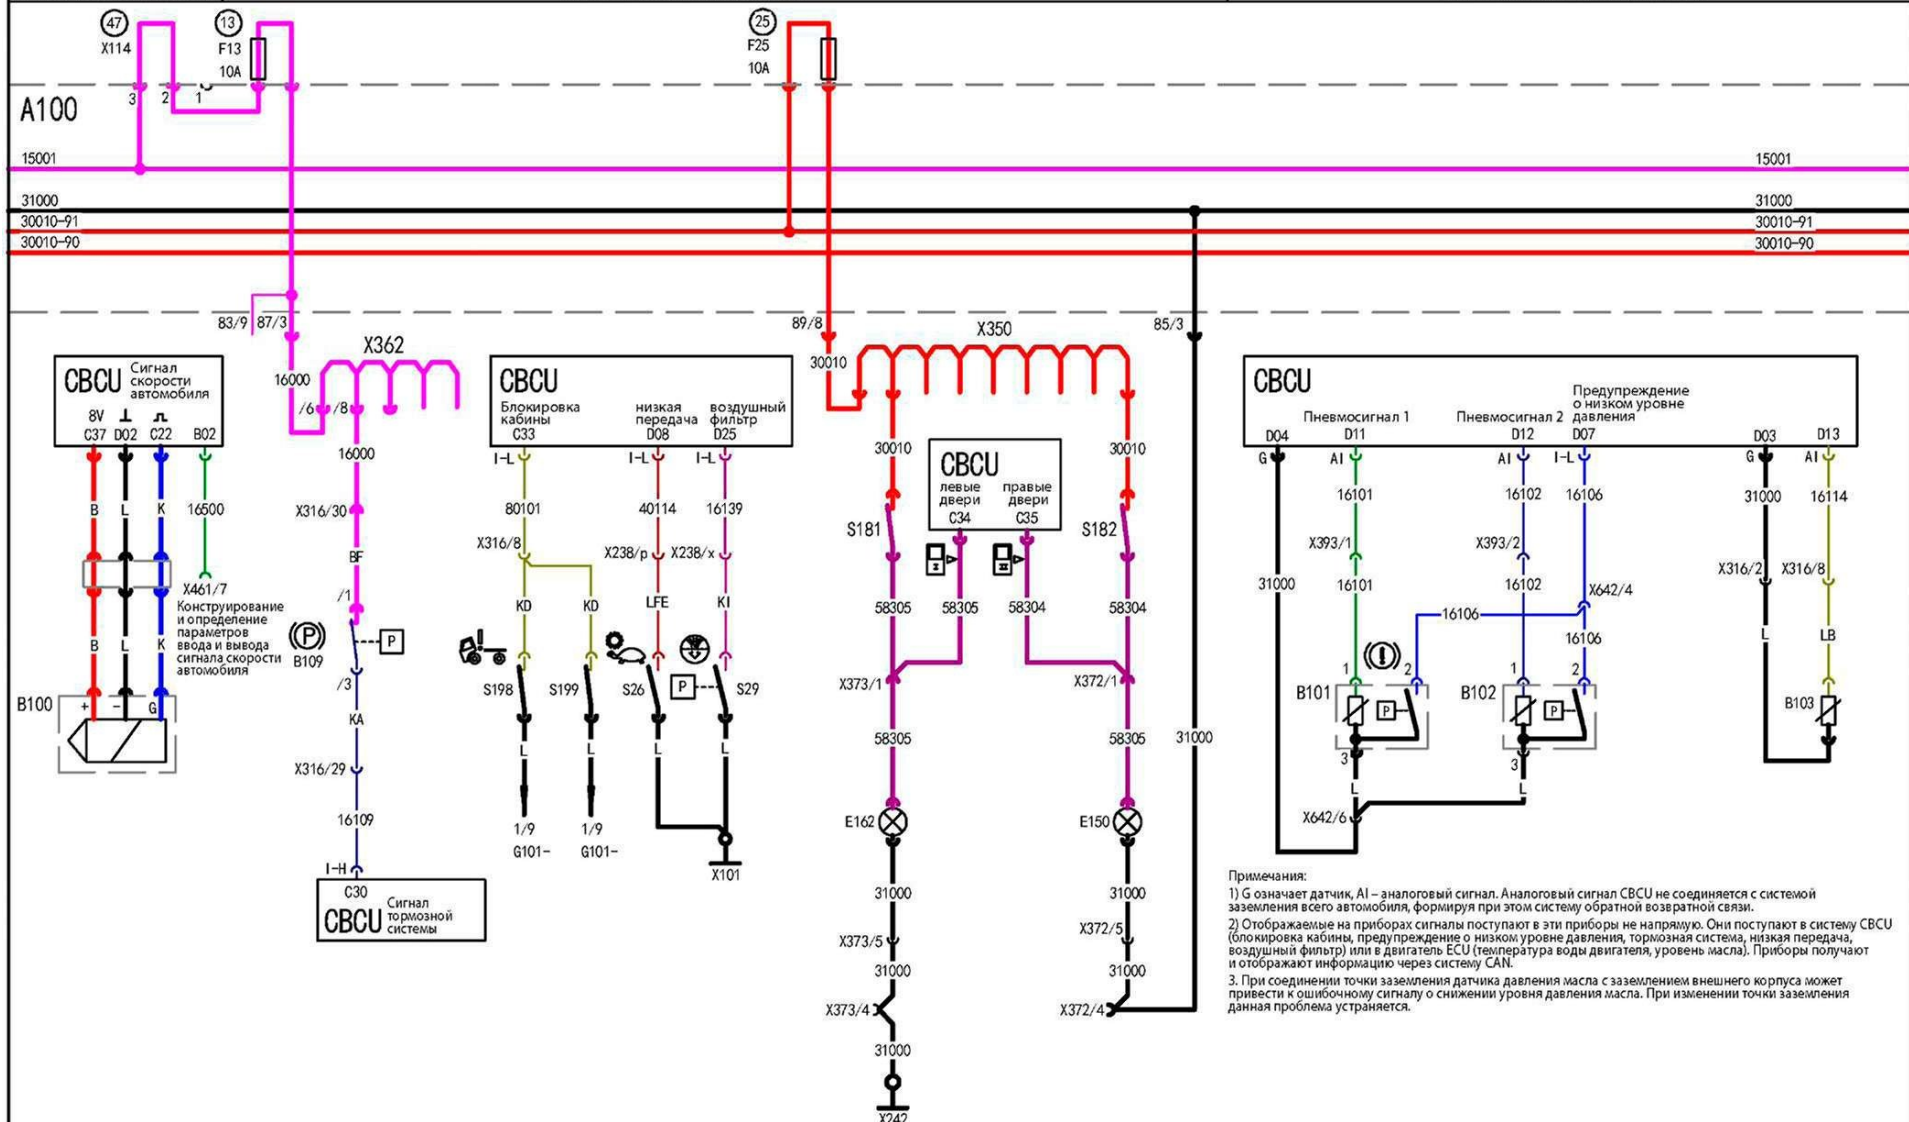 47
X114
13
F13
10A
25
F25
10A
3
2
1
A100
15001
15001
31000
31000
30010-91
30010-91
30010-90
30010-90
83/9
87/3
89/8
85/3
X362
X350
16000
/6
/8
30010
CBCU
Сигнал
скорости
автомобиля
8V
C37
D02
C22
B02
B
L
K
16500
X461/7
Конструирование
и определение
параметров
ввода и вывода
сигнала скорости
автомобиля
B
L
K
B100
+
-
G
16000
X316/30
BF
/1
P
B109
P
/3
KA
X316/29
16109
I-H
C30
CBCU
Сигнал
тормозной
системы
CBCU
Блокировка
кабины
C33
низкая
передача
D08
воздушный
фильтр
D25
I-L
I-L
I-L
80101
40114
16139
X316/8
X238/p
X238/x
KD
KD
LFE
KI
S198
S199
S26
P
S29
L
L
L
L
1/9
G101-
1/9
G101-
X101
30010
30010
CBCU
левые
двери
C34
правые
двери
C35
S181
S182
58305
58305
58304
58304
X373/1
X372/1
58305
58305
31000
E162
E150
31000
31000
X373/5
X372/5
31000
31000
X373/4
X372/4
31000
X242
CBCU
Пневмосигнал 1
Пневмосигнал 2
Предупреждение
о низком уровне
давления
D04
D11
D12
D07
D03
D13
G
AI
AI
I-L
G
AI
16101
16102
16106
31000
16114
X393/1
X393/2
X316/2
X316/8
31000
16101
16102
X642/4
16106
16106
L
LB
1
2
1
2
B101
P
B102
P
B103
3
3
L
X642/6
Примечания:
1) G означает датчик, AI – аналоговый сигнал. Аналоговый сигнал CBCU не соединяется с системой
заземления всего автомобиля, формируя при этом систему обратной возвратной связи.
2) Отображаемые на приборах сигналы поступают в эти приборы не напрямую. Они поступают в систему CBCU
(блокировка кабины, предупреждение о низком уровне давления, тормозная система, низкая передача,
воздушный фильтр) или в двигатель ECU (температура воды двигателя, уровень масла). Приборы получают
и отображают информацию через систему CAN.
3. При соединении точки заземления датчика давления масла с заземлением внешнего корпуса может
привести к ошибочному сигналу о снижении уровня давления масла. При изменении точки заземления
данная проблема устраняется.